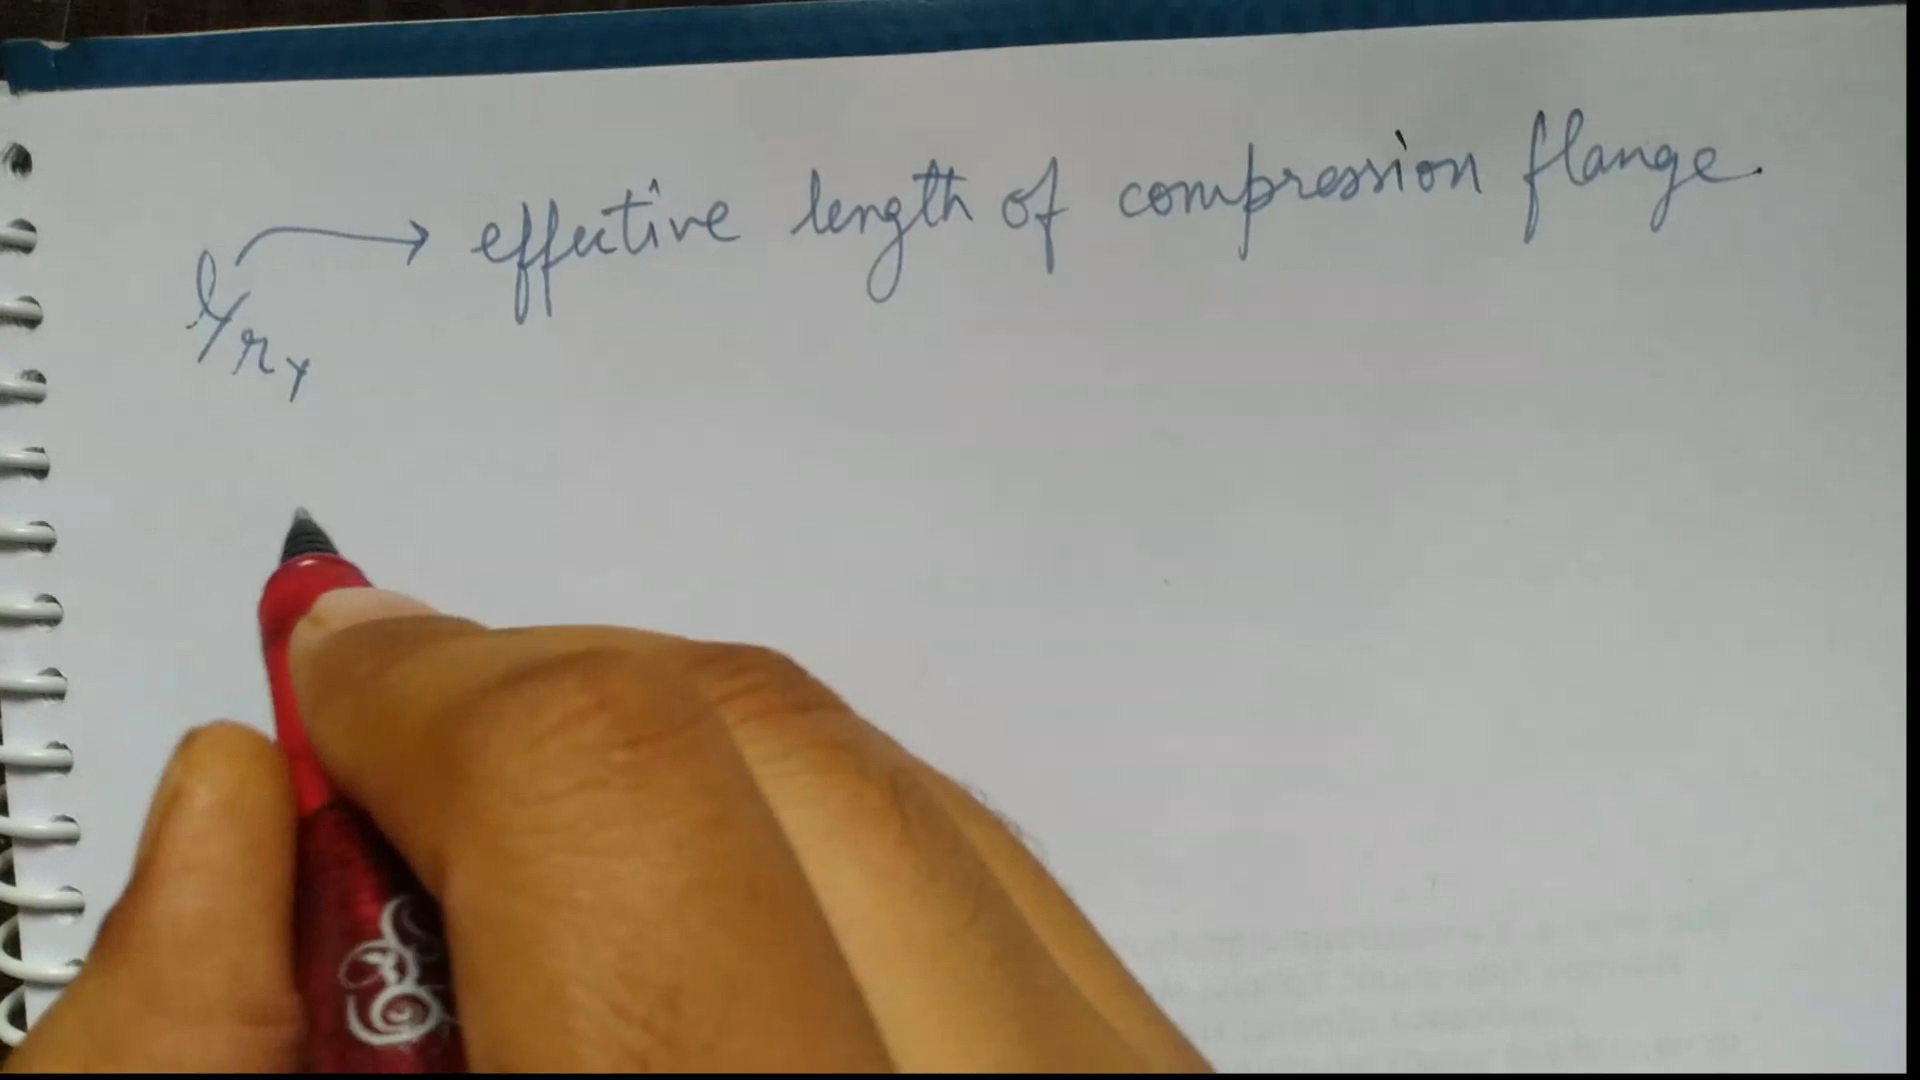 l/ry → effective length of compression flange.